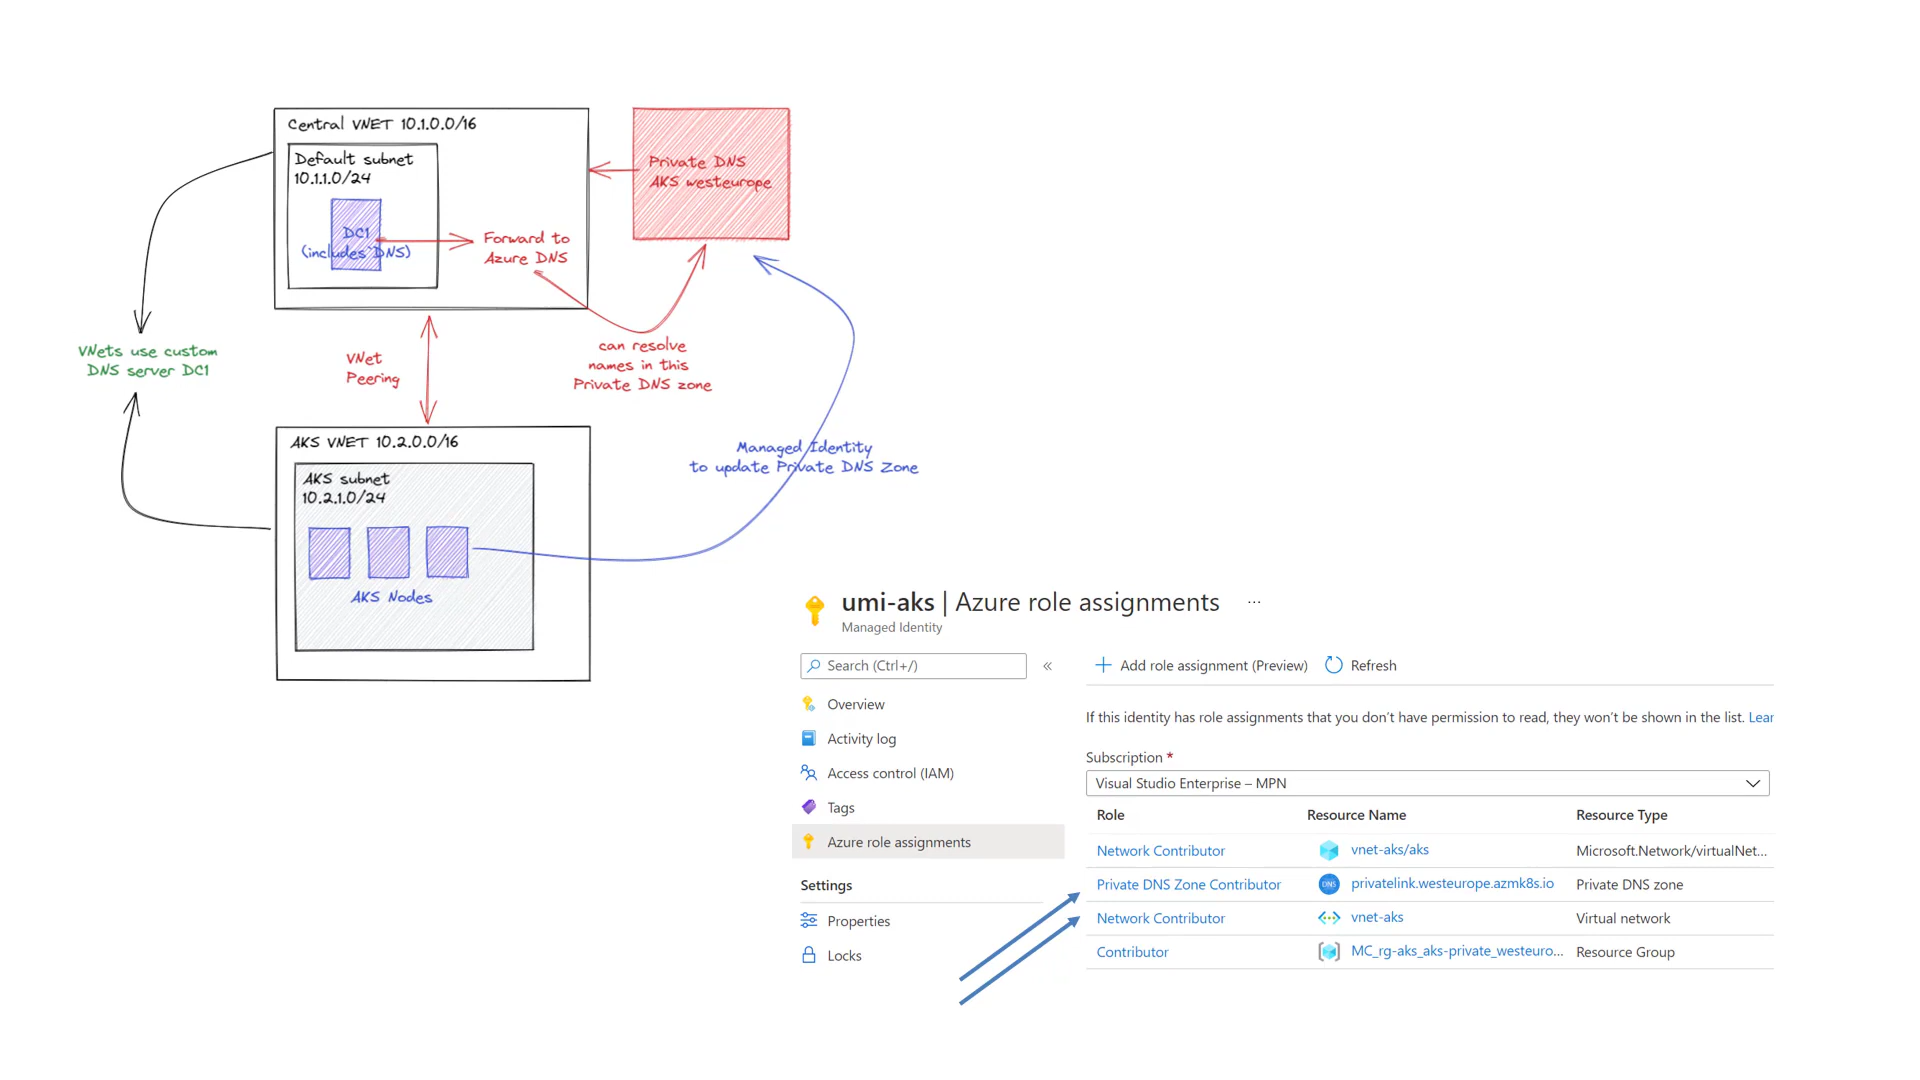 Central VNET 10.1.0.0/16
Default subnet
10.1.1.0/24
DC1
(includes DNS)
Forward to
Azure DNS
Private DNS
AKS westeurope
VNets use custom
DNS server DC1
VNet
Peering
can resolve
names in this
Private DNS zone
AKS VNET 10.2.0.0/16
AKS subnet
10.2.1.0/24
AKS Nodes
Managed Identity
to update Private DNS Zone
umi-aks | Azure role assignments ...
Managed Identity
Search (Ctrl+/)
«
Overview
Activity log
Access control (IAM)
Tags
Azure role assignments
Settings
Properties
Locks
Add role assignment (Preview) Refresh
If this identity has role assignments that you don't have permission to read, they won't be shown in the list. Lear
Subscription *
Visual Studio Enterprise – MPN
Role Resource Name Resource Type
Network Contributor vnet-aks/aks Microsoft.Network/virtualNet...
Private DNS Zone Contributor DNS privatelink.westeurope.azmk8s.io Private DNS zone
Network Contributor vnet-aks Virtual network
Contributor MC_rg-aks_aks-private_westeuro... Resource Group